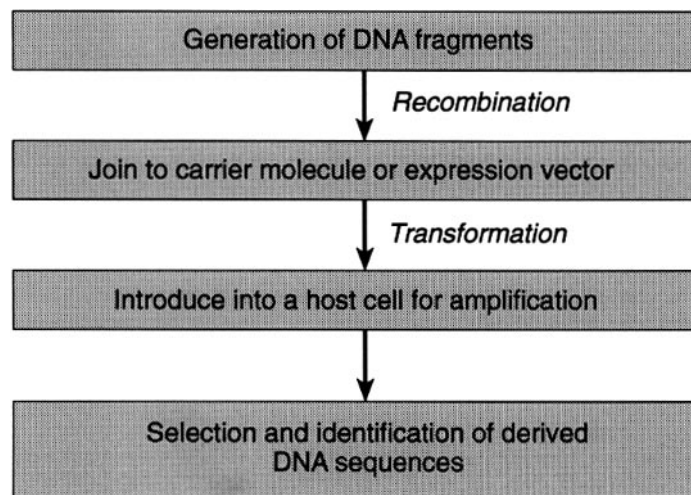 Generation of DNA fragments
Recombination
Join to carrier molecule or expression vector
Transformation
Introduce into a host cell for amplification
Selection and identification of derived
DNA sequences